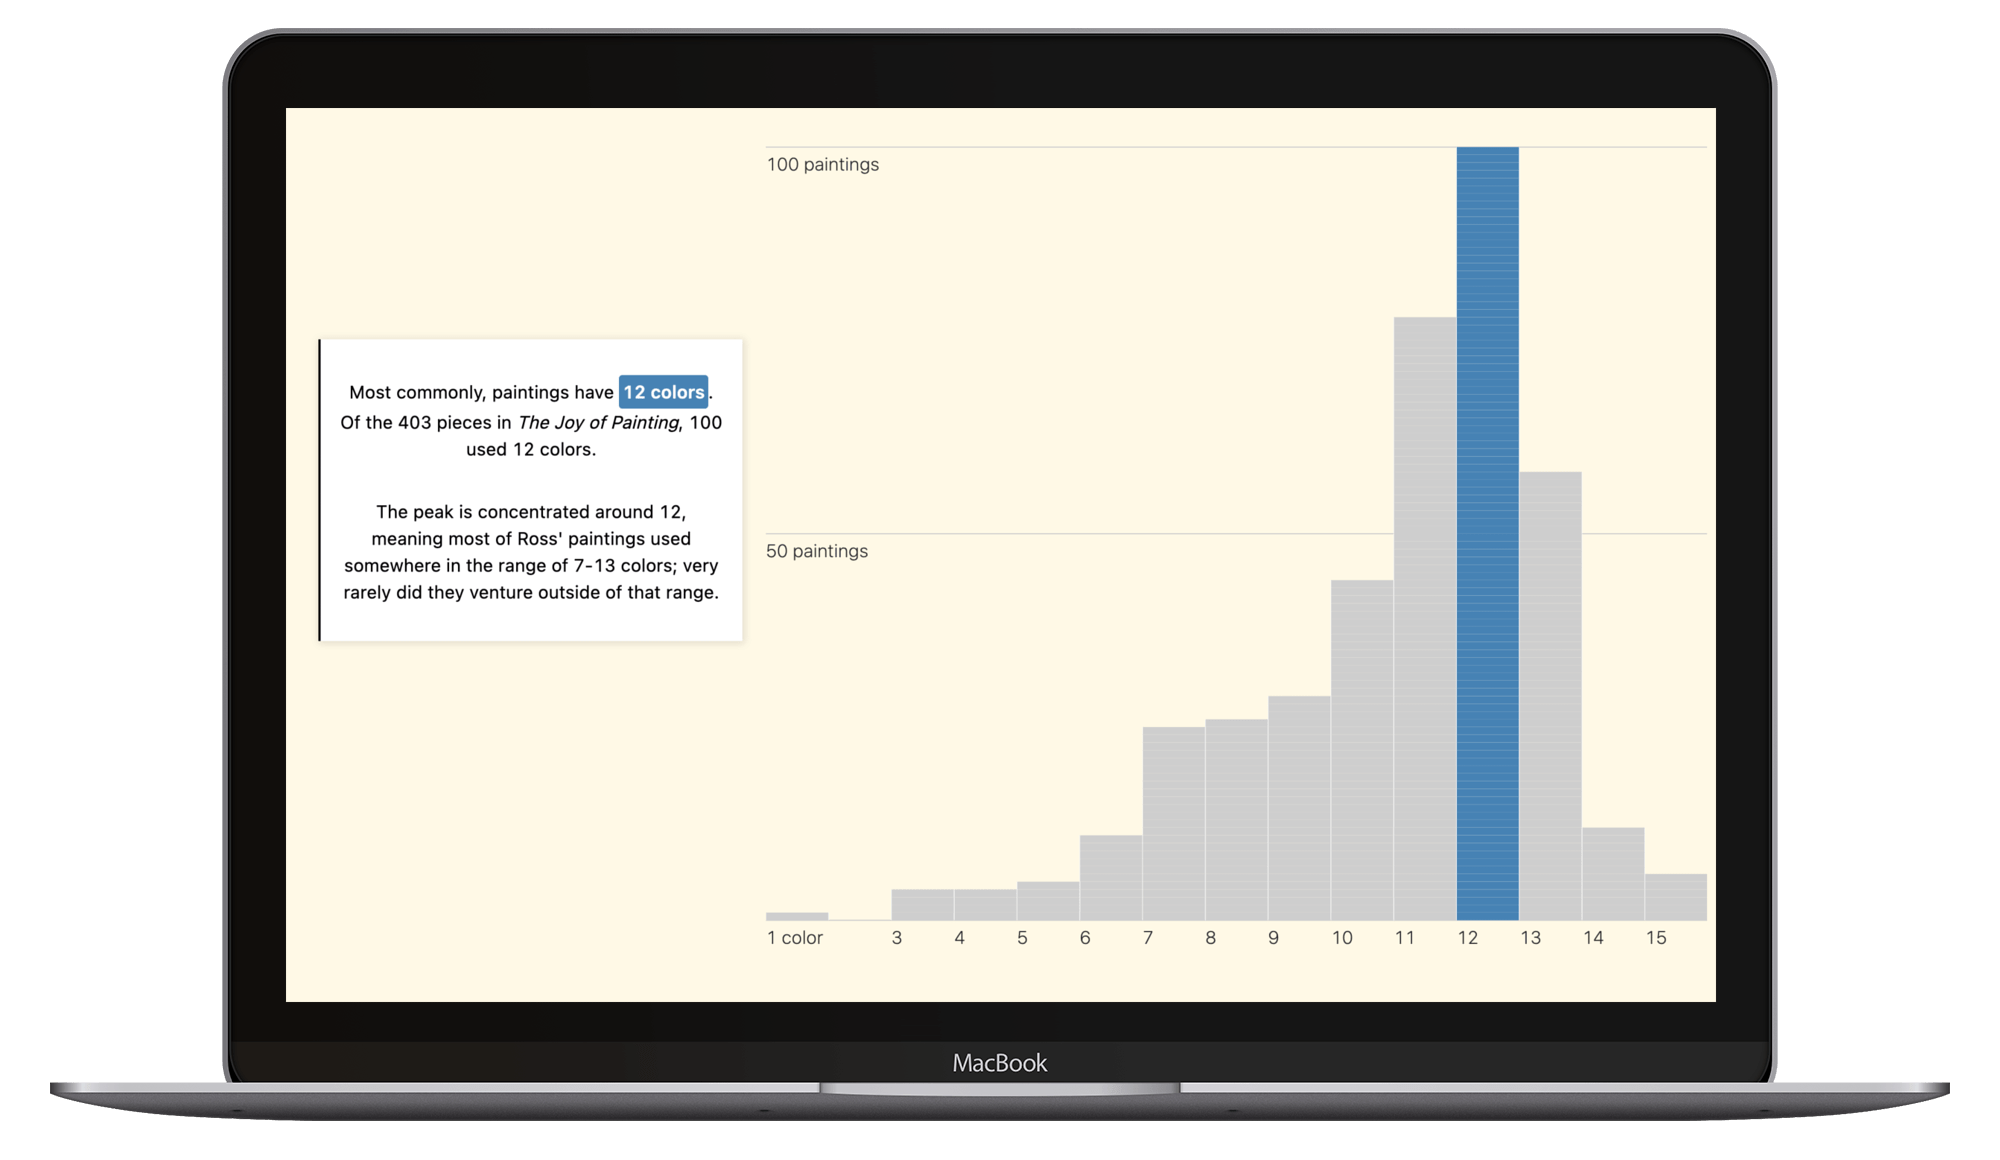 100 paintings
Most commonly, paintings have 12 colors.
Of the 403 pieces in The Joy of Painting, 100
used 12 colors.
The peak is concentrated around 12,
meaning most of Ross' paintings used
somewhere in the range of 7-13 colors; very
rarely did they venture outside of that range.
50 paintings
1 color 3 4 5 6 7 8 9 10 11 12 13 14 15
MacBook